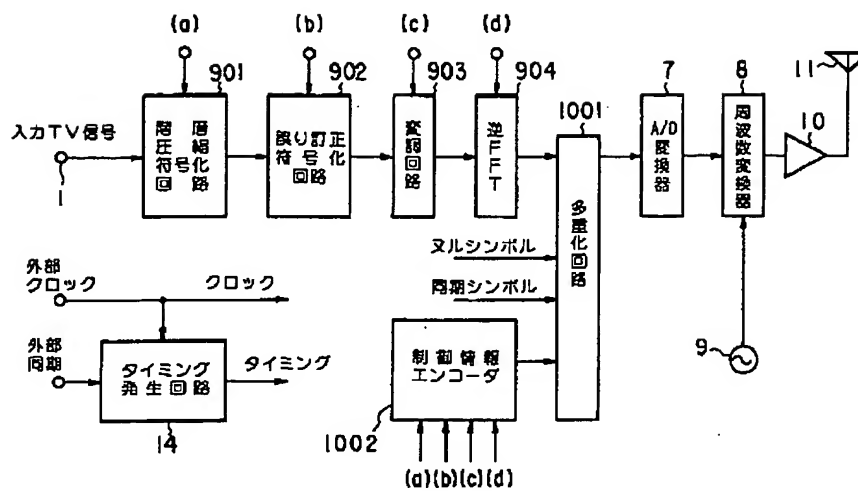 (a)
(b)
(c)
(d)
901
902
903
904
1001
7
8
10
11
入力TV信号
1
階層
圧縮
符号化
回路
誤り訂正
符号化
回路
変調回路
逆FFT
多重化回路
A/D
変換器
周波数変換器
ヌルシンボル
同期シンボル
外部
クロック
クロック
外部
同期
タイミング
発生回路
タイミング
14
制御情報
エンコーダ
1002
(a)(b)(c)(d)
9